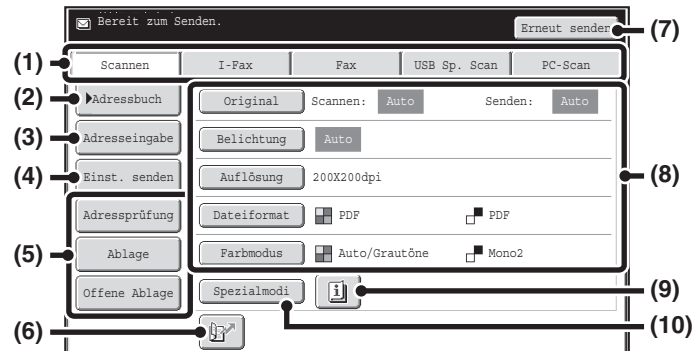 Bereit zum Senden.
Erneut senden
(7)
(1)
Scannen
I-Fax
Fax
USB Sp. Scan
PC-Scan
(2)
Adressbuch
Original
Scannen:
Auto
Senden:
Auto
(3)
Adresseingabe
Belichtung
Auto
(4)
Einst. senden
Auflösung
200X200dpi
(8)
Adressprüfung
Dateiformat
PDF
PDF
(5)
Ablage
Farbmodus
Auto/Grautöne
Mono2
Offene Ablage
Spezialmodi
(9)
(6)
(10)